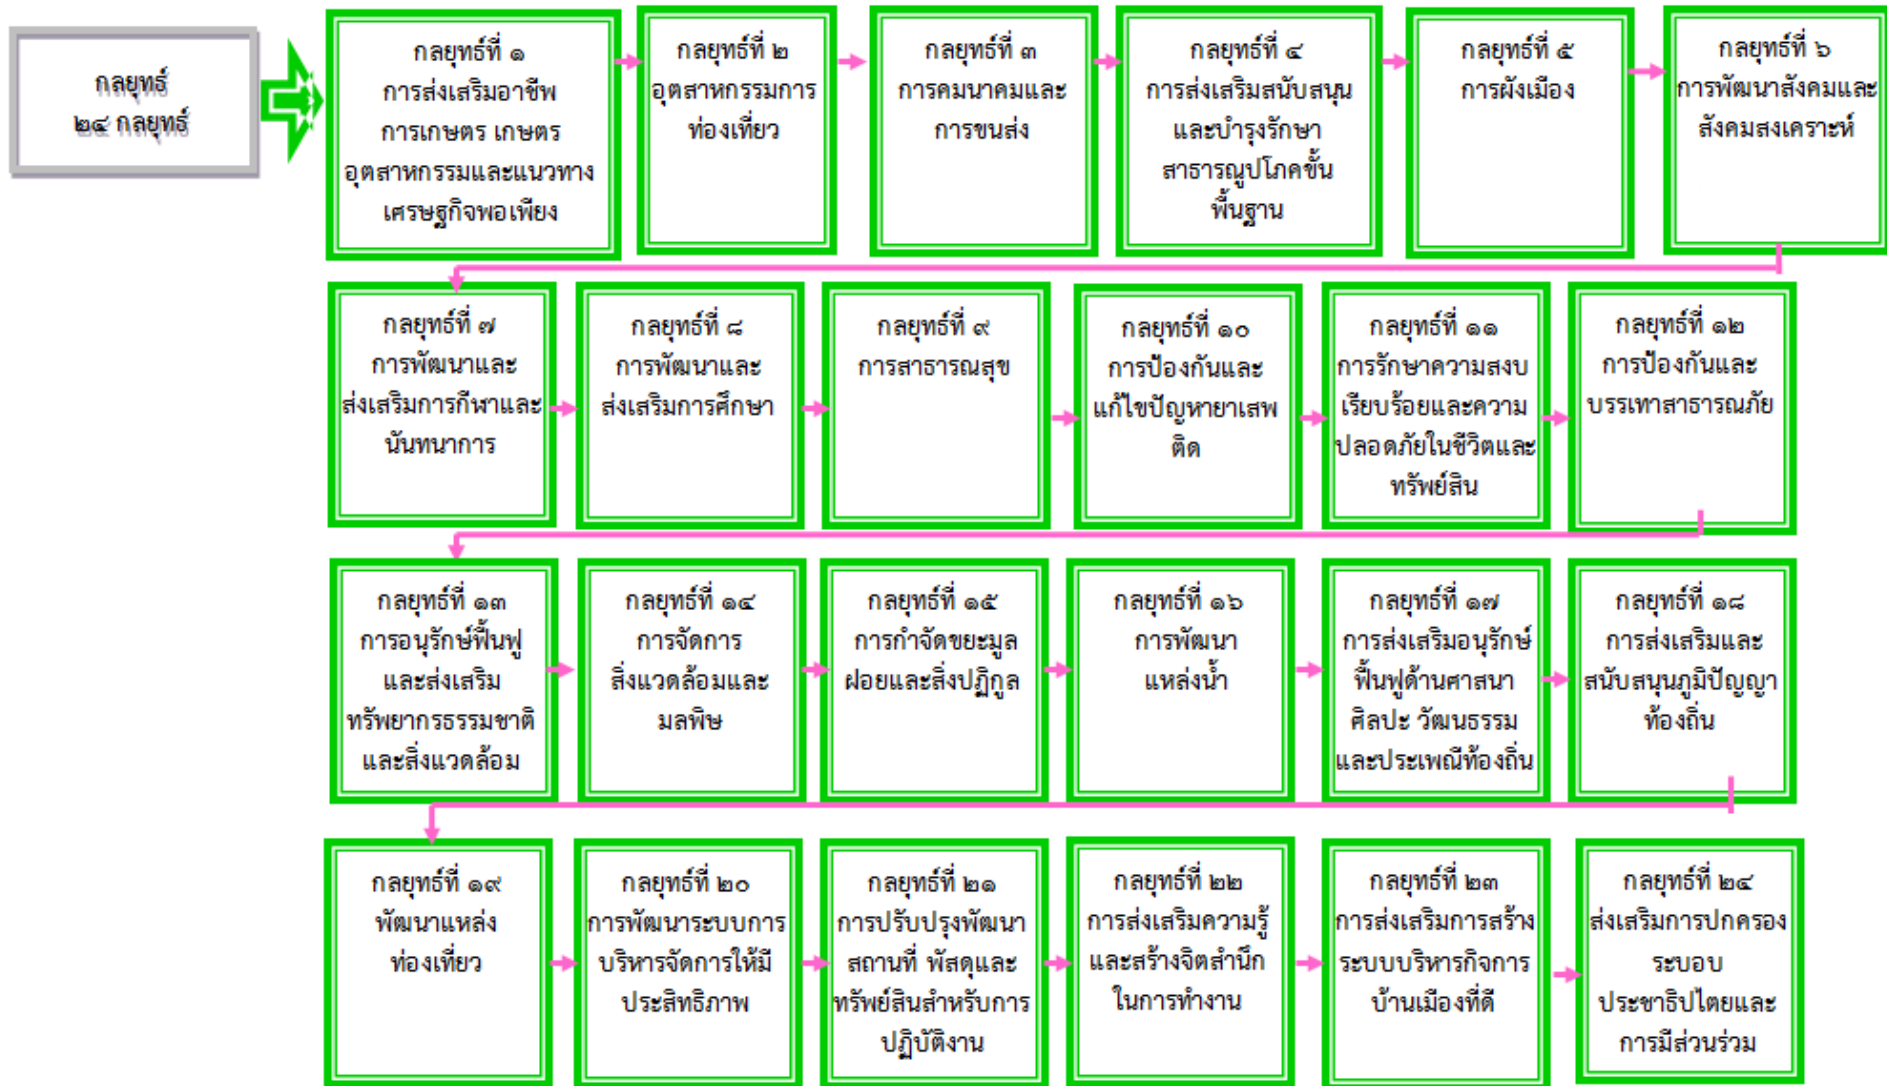 กลยุทธ์
๒๔ กลยุทธ์
กลยุทธ์ที่ ๑
การส่งเสริมอาชีพ
การเกษตร เกษตร
อุตสาหกรรมและแนวทาง
เศรษฐกิจพอเพียง
กลยุทธ์ที่ ๒
อุตสาหกรรมการ
ท่องเที่ยว
กลยุทธ์ที่ ๓
การคมนาคมและ
การขนส่ง
กลยุทธ์ที่ ๔
การส่งเสริมสนับสนุน
และบำรุงรักษา
สาธารณูปโภคขั้น
พื้นฐาน
กลยุทธ์ที่ ๕
การผังเมือง
กลยุทธ์ที่ ๖
การพัฒนาสังคมและ
สังคมสงเคราะห์
กลยุทธ์ที่ ๗
การพัฒนาและ
ส่งเสริมการกีฬาและ
นันทนาการ
กลยุทธ์ที่ ๘
การพัฒนาและ
ส่งเสริมการศึกษา
กลยุทธ์ที่ ๙
การสาธารณสุข
กลยุทธ์ที่ ๑๐
การป้องกันและ
แก้ไขปัญหายาเสพ
ติด
กลยุทธ์ที่ ๑๑
การรักษาความสงบ
เรียบร้อยและความ
ปลอดภัยในชีวิตและ
ทรัพย์สิน
กลยุทธ์ที่ ๑๒
การป้องกันและ
บรรเทาสาธารณภัย
กลยุทธ์ที่ ๑๓
การอนุรักษ์ฟื้นฟู
และส่งเสริม
ทรัพยากรธรรมชาติ
และสิ่งแวดล้อม
กลยุทธ์ที่ ๑๔
การจัดการ
สิ่งแวดล้อมและ
มลพิษ
กลยุทธ์ที่ ๑๕
การกำจัดขยะมูล
ฝอยและสิ่งปฏิกูล
กลยุทธ์ที่ ๑๖
การพัฒนา
แหล่งน้ำ
กลยุทธ์ที่ ๑๗
การส่งเสริมอนุรักษ์
ฟื้นฟูด้านศาสนา
ศิลปะ วัฒนธรรม
และประเพณีท้องถิ่น
กลยุทธ์ที่ ๑๘
การส่งเสริมและ
สนับสนุนภูมิปัญญา
ท้องถิ่น
กลยุทธ์ที่ ๑๙
พัฒนาแหล่ง
ท่องเที่ยว
กลยุทธ์ที่ ๒๐
การพัฒนาระบบการ
บริหารจัดการให้มี
ประสิทธิภาพ
กลยุทธ์ที่ ๒๑
การปรับปรุงพัฒนา
สถานที่ พัสดุและ
ทรัพย์สินสำหรับการ
ปฏิบัติงาน
กลยุทธ์ที่ ๒๒
การส่งเสริมความรู้
และสร้างจิตสำนึก
ในการทำงาน
กลยุทธ์ที่ ๒๓
การส่งเสริมการสร้าง
ระบบบริหารกิจการ
บ้านเมืองที่ดี
กลยุทธ์ที่ ๒๔
ส่งเสริมการปกครอง
ระบอบ
ประชาธิปไตยและ
การมีส่วนร่วม